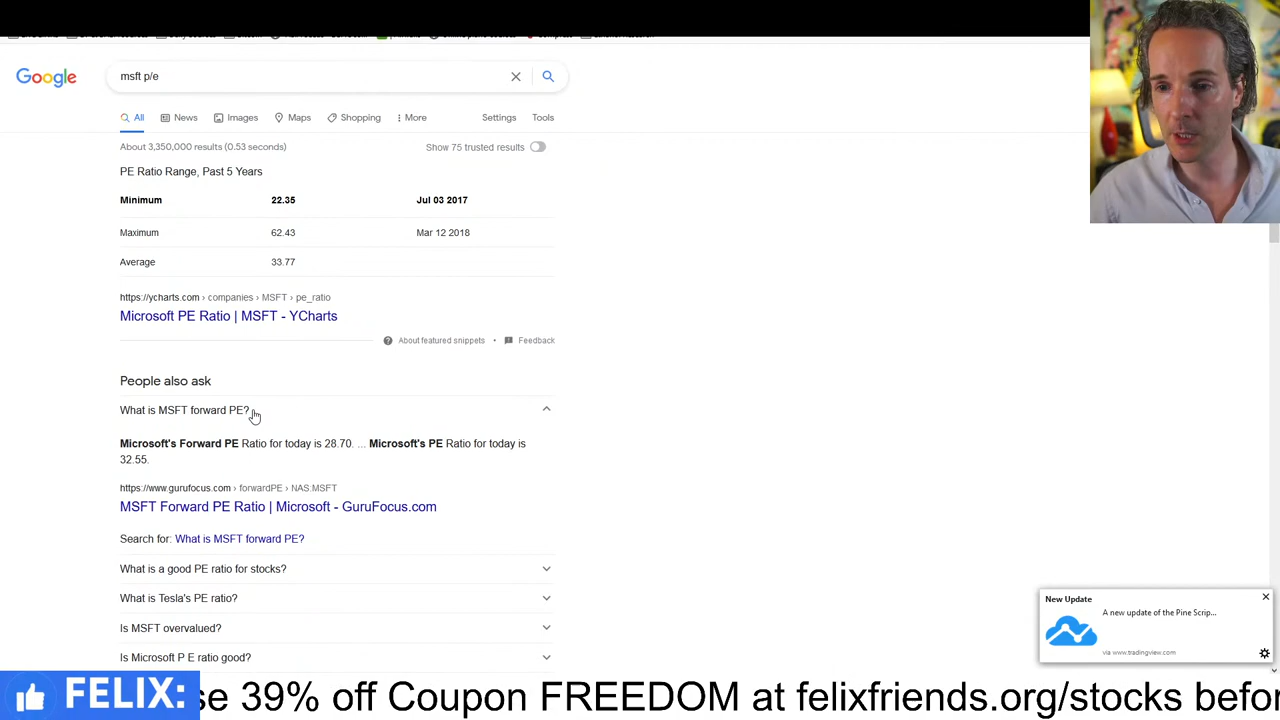 Google
msft p/e
All
News
Images
Maps
Shopping
More
Settings
Tools
About 3,350,000 results (0.53 seconds)
Show 75 trusted results
PE Ratio Range, Past 5 Years
Minimum 22.35 Jul 03 2017
Maximum 62.43 Mar 12 2018
Average 33.77
https://ycharts.com › companies › MSFT › pe_ratio
Microsoft PE Ratio | MSFT - YCharts
About featured snippets • Feedback
People also ask
What is MSFT forward PE?
Microsoft's Forward PE Ratio for today is 28.70. ... Microsoft's PE Ratio for today is
32.55.
https://www.gurufocus.com › forwardPE › NAS:MSFT
MSFT Forward PE Ratio | Microsoft - GuruFocus.com
Search for: What is MSFT forward PE?
What is a good PE ratio for stocks?
What is Tesla's PE ratio?
Is MSFT overvalued?
Is Microsoft P E ratio good?
New Update
A new update of the Pine Scrip...
via www.tradingview.com
FELIX:
se 39% off Coupon FREEDOM at felixfriends.org/stocks befor